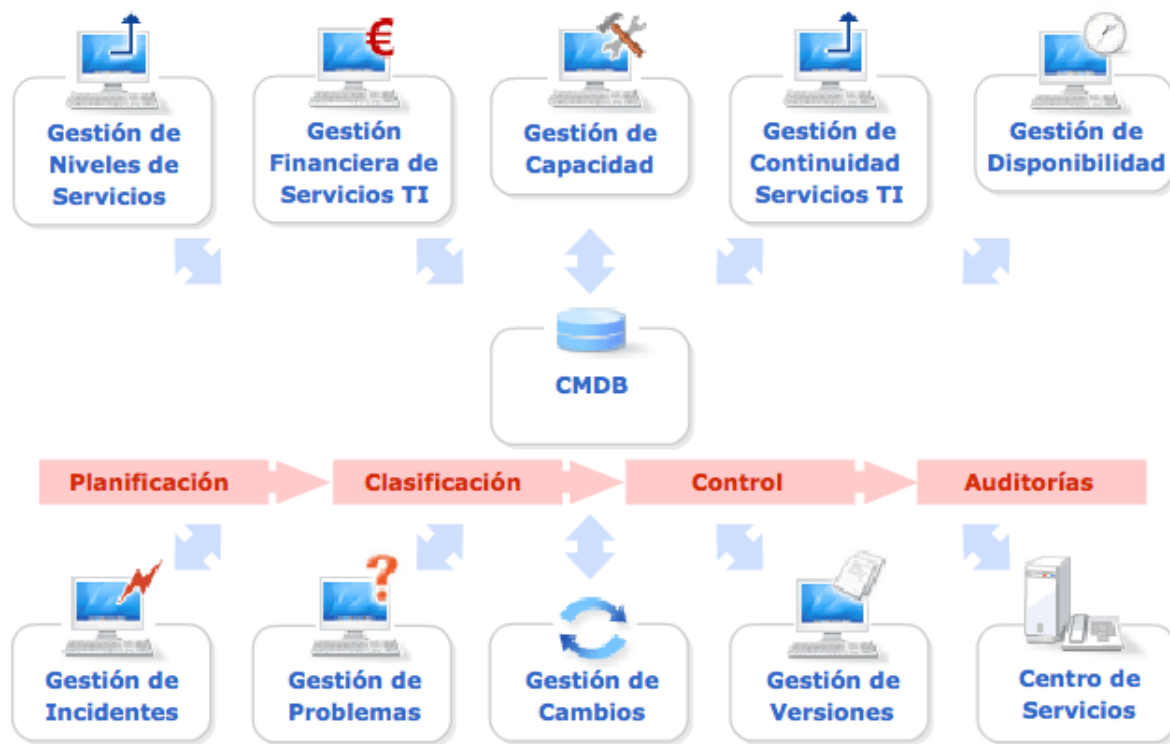 €
Gestión de
Niveles de
Servicios
Gestión
Financiera de
Servicios TI
Gestión de
Capacidad
Gestión de
Continuidad
Servicios TI
Gestión de
Disponibilidad
CMDB
Planificación
Clasificación
Control
Auditorías
?
Gestión de
Incidentes
Gestión de
Problemas
Gestión de
Cambios
Gestión de
Versiones
Centro de
Servicios